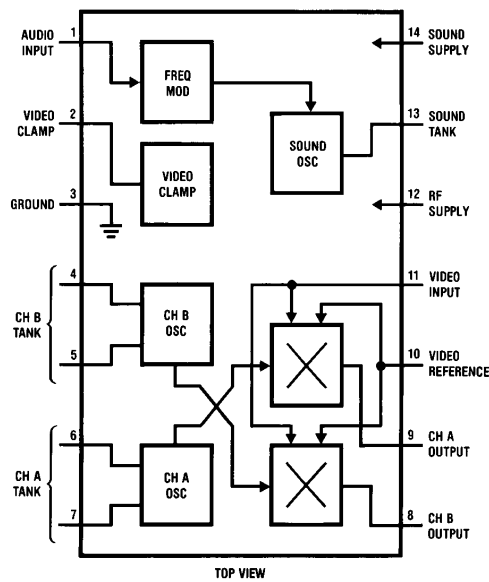 AUDIO INPUT
1
FREQ MOD
14
SOUND SUPPLY
VIDEO CLAMP
2
VIDEO CLAMP
SOUND OSC
13
SOUND TANK
GROUND
3
12
RF SUPPLY
CH B TANK
4
5
CH B OSC
11
VIDEO INPUT
10
VIDEO REFERENCE
CH A TANK
6
7
CH A OSC
9
CH A OUTPUT
8
CH B OUTPUT
TOP VIEW